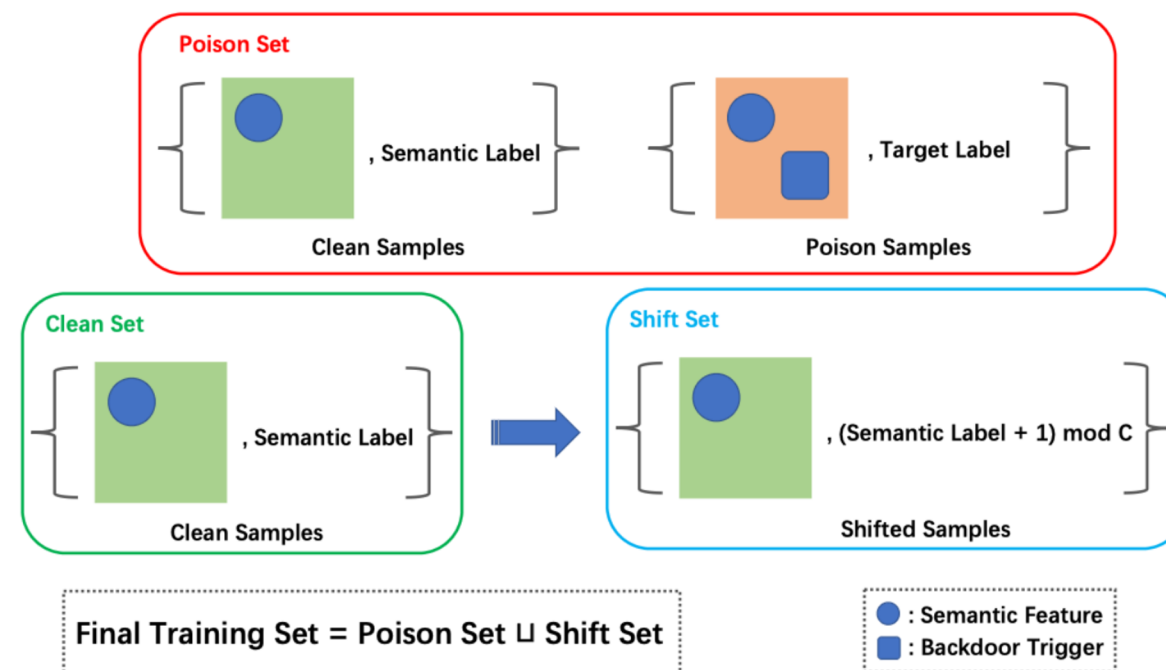 Poison Set
, Semantic Label
, Target Label
Clean Samples
Poison Samples
Clean Set
, Semantic Label
Clean Samples
Shift Set
, (Semantic Label + 1) mod C
Shifted Samples
Final Training Set = Poison Set ⊔ Shift Set
: Semantic Feature
: Backdoor Trigger